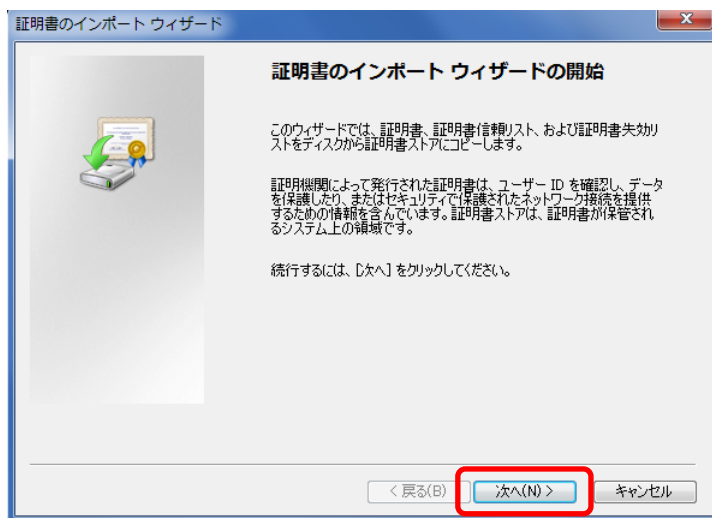 証明書のインポート ウィザード
証明書のインポート ウィザードの開始
このウィザードでは、証明書、証明書信頼リスト、および証明書失効リ
ストをディスクから証明書ストアにコピーします。
証明機関によって発行された証明書は、ユーザー ID を確認し、データ
を保護したり、またはセキュリティで保護されたネットワーク接続を提供
するための情報を含んでいます。証明書ストアは、証明書が保管され
るシステム上の領域です。
続行するには、[次へ] をクリックしてください。
< 戻る(B)
次へ(N) >
キャンセル